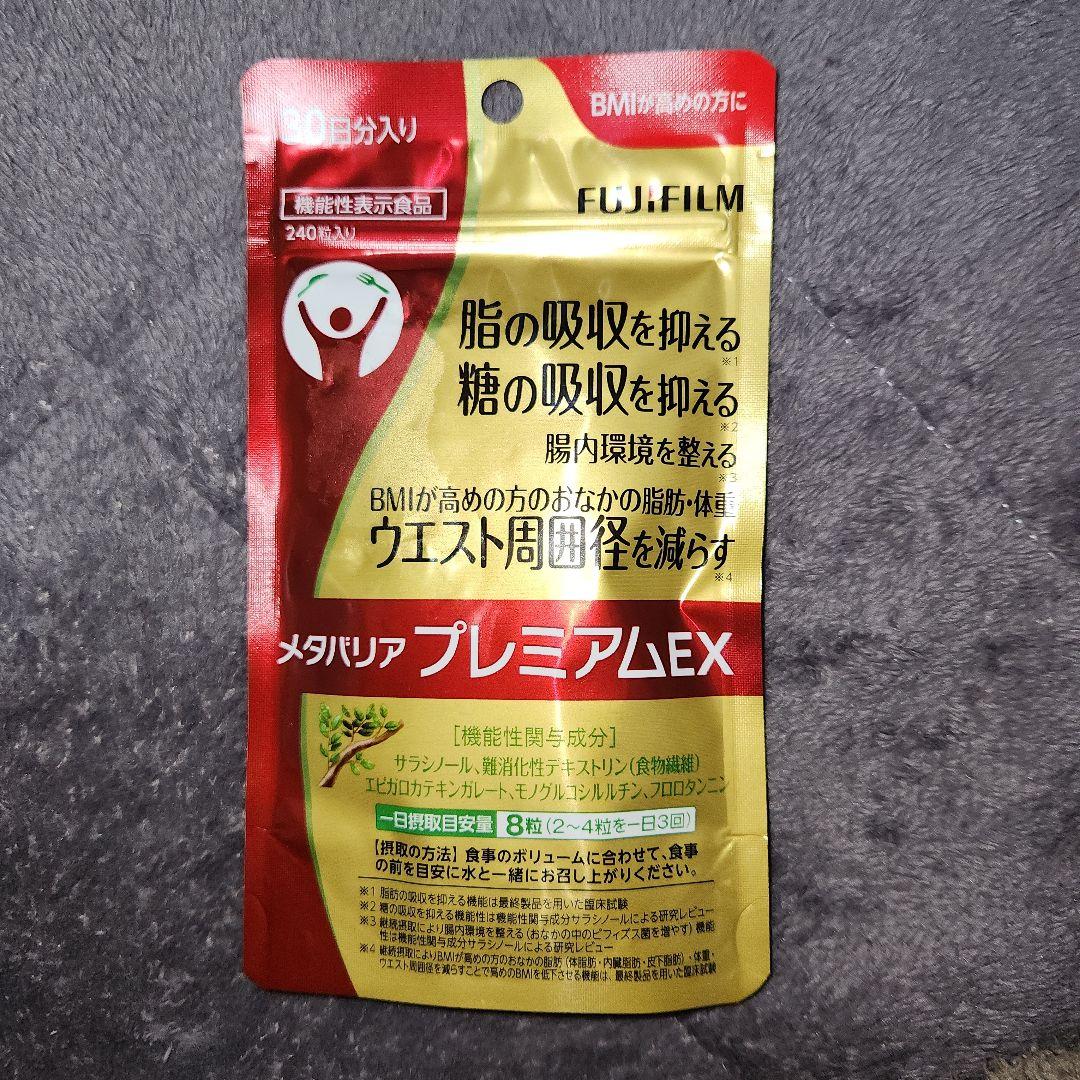 BMIが高めの方に
30日分入り
機能性表示食品
FUJIFILM
240粒入り
脂の吸収を抑える
※1
糖の吸収を抑える
※2
腸内環境を整える
※3
BMIが高めの方のおなかの脂肪・体重
ウエスト周囲径を減らす
※4
メタバリア プレミアムEX
[機能性関与成分]
サラシノール、難消化性デキストリン(食物繊維)
エピガロカテキンガレート、モノグルコシルルチン、フロロタンニン
一日摂取目安量 8粒(2〜4粒を一日3回)
【摂取の方法】食事のボリュームに合わせて、食事
の前を目安に水と一緒にお召し上がりください。
※1 脂肪の吸収を抑える機能は最終製品を用いた臨床試験
※2 糖の吸収を抑える機能性は機能性関与成分サラシノールによる研究レビュー
※3 継続摂取により腸内環境を整える(おなかの中のビフィズス菌を増やす)機能
性は機能性関与成分サラシノールによる研究レビュー
※4 継続摂取によりBMIが高めの方のおなかの脂肪(体脂肪・内臓脂肪・皮下脂肪)・体重・
ウエスト周囲径を減らすことで高めのBMIを低下させる機能は、最終製品を用いた臨床試験